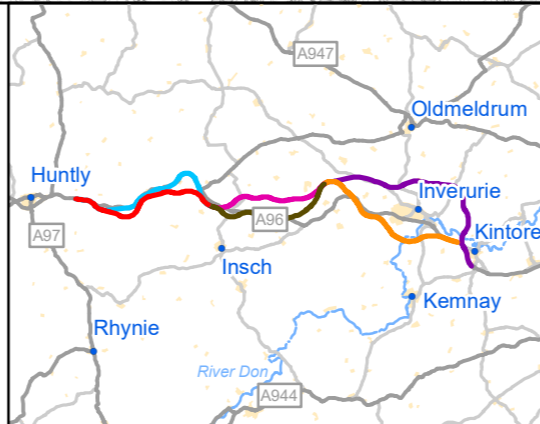 A947
Oldmeldrum
Huntly
Inverurie
A96
A97
Kintore
Insch
Kemnay
Rhynie
River Don
A944